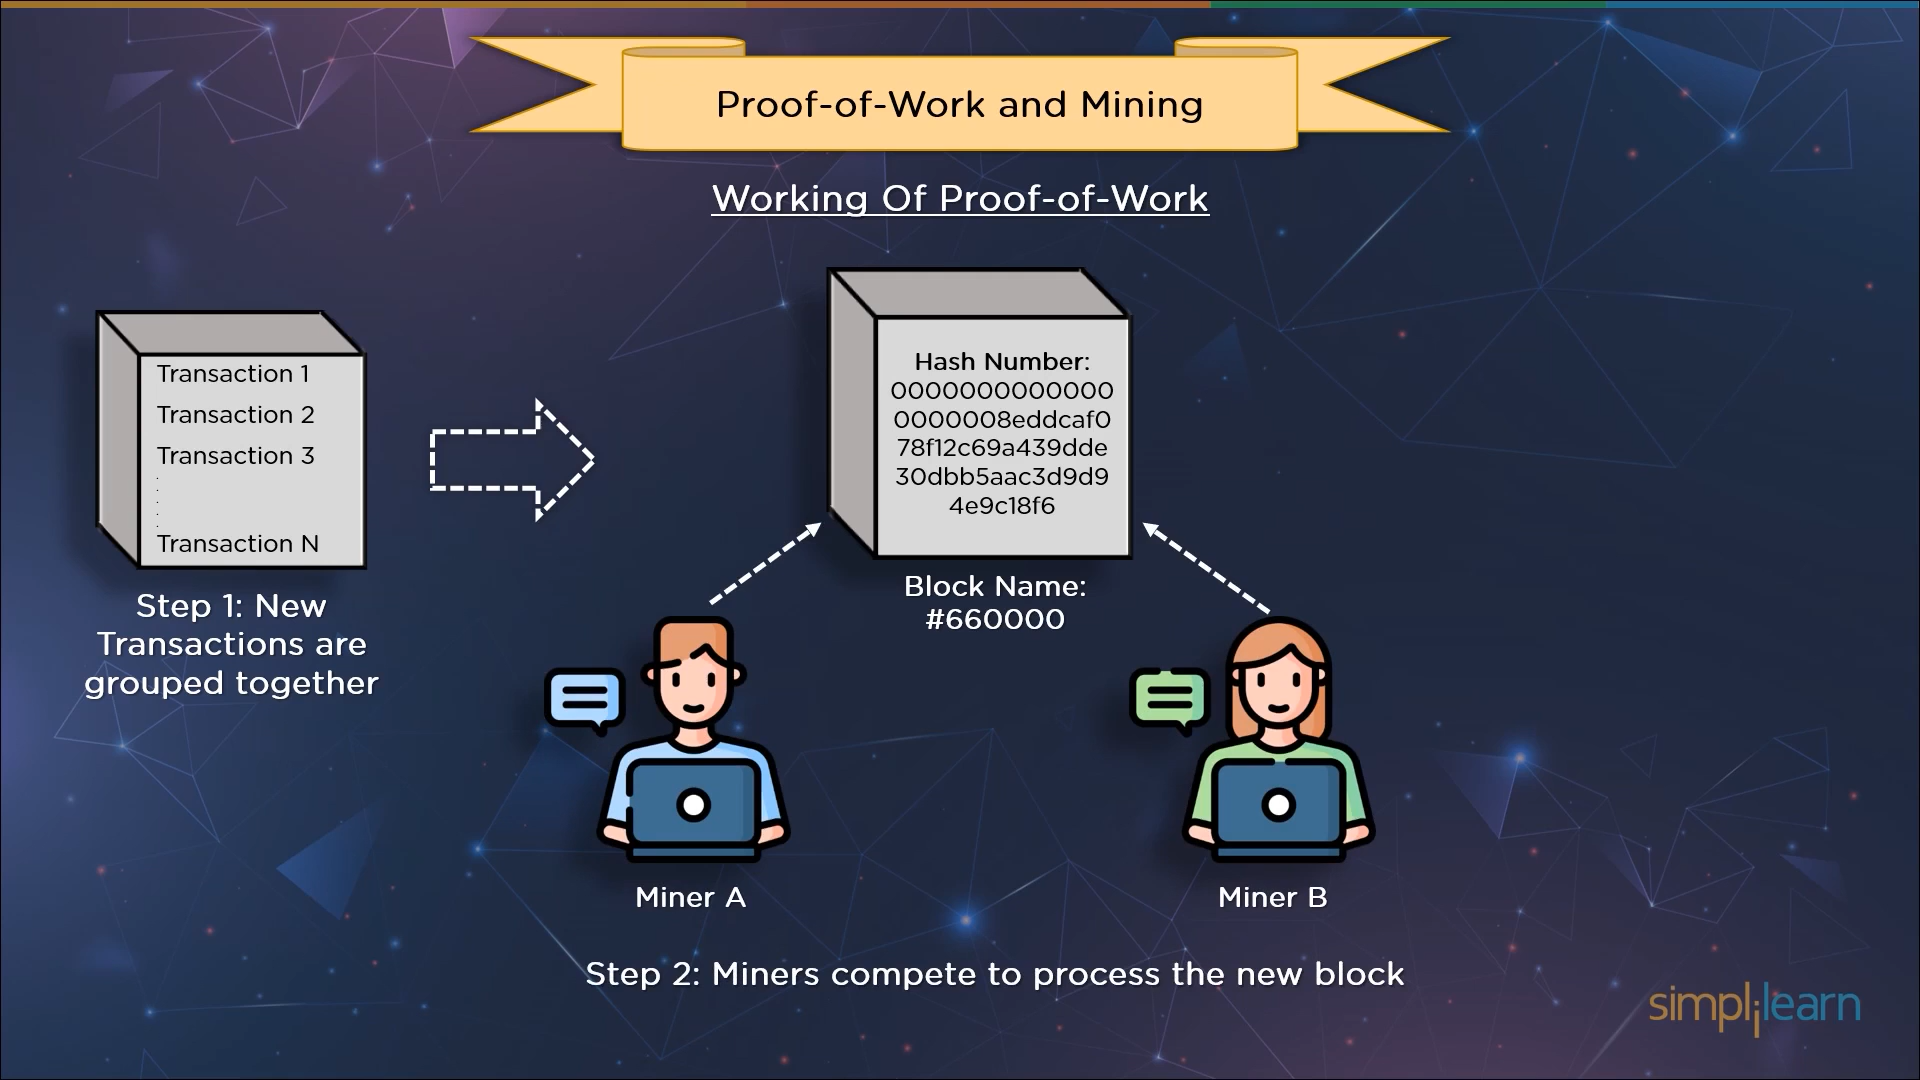 Proof-of-Work and Mining
Working Of Proof-of-Work
Transaction 1
Transaction 2
Transaction 3
.
.
.
.
.
Transaction N
Step 1: New
Transactions are
grouped together
Hash Number:
0000000000000
0000008eddcaf0
78f12c69a439dde
30dbb5aac3d9d9
4e9c18f6
Block Name:
#660000
Miner A
Miner B
Step 2: Miners compete to process the new block
simplilearn